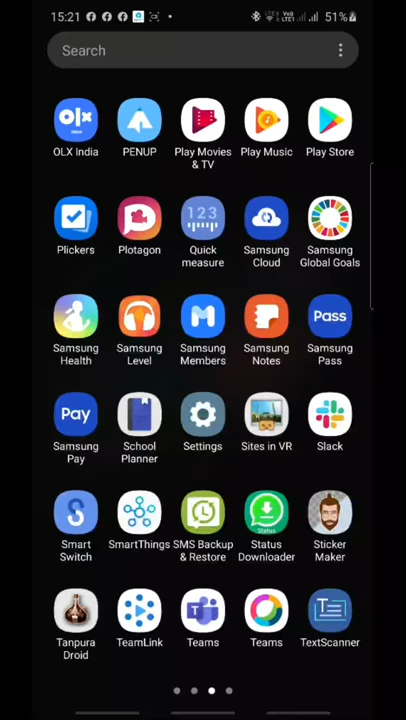 15:21 51%
Search
OLX India PENUP Play Movies & TV Play Music Play Store
Plickers Plotagon Quick measure Samsung Cloud Samsung Global Goals
Samsung Health Samsung Level Samsung Members Samsung Notes Samsung Pass
Samsung Pay School Planner Settings Sites in VR Slack
Smart Switch SmartThings SMS Backup & Restore Status Downloader Sticker Maker
Tanpura Droid TeamLink Teams Teams TextScanner